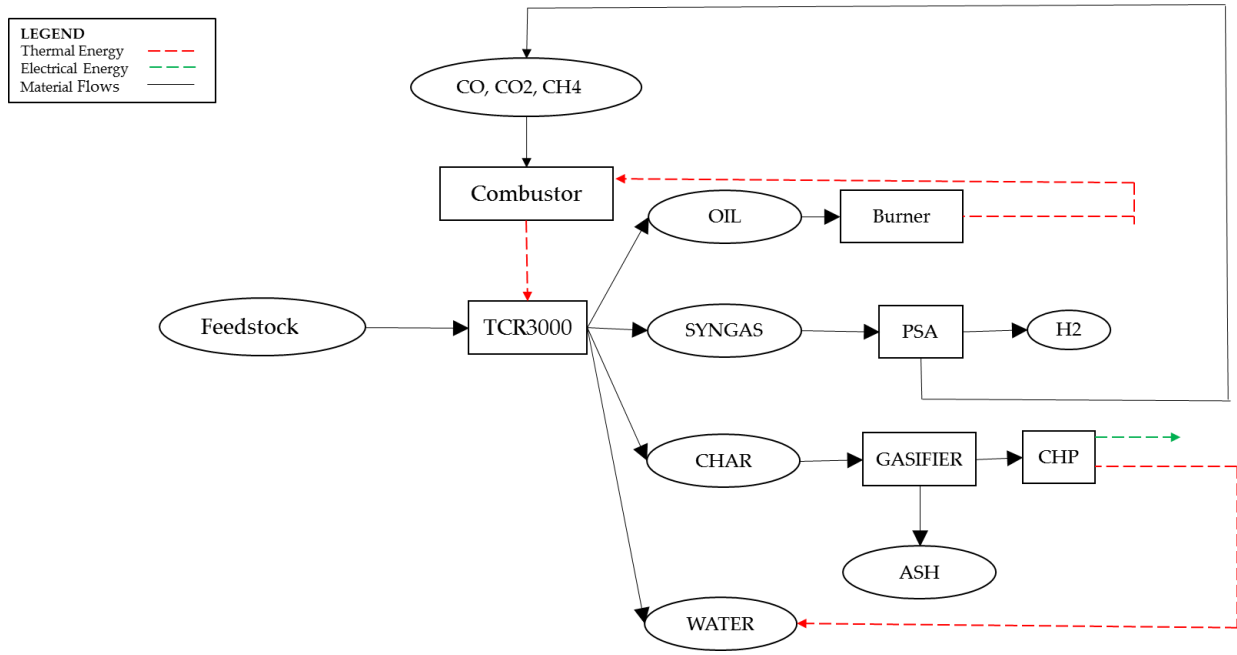 LEGEND
Thermal Energy
Electrical Energy
Material Flows
CO, CO2, CH4
Combustor
OIL
Burner
Feedstock
TCR3000
SYNGAS
PSA
H2
CHAR
GASIFIER
CHP
ASH
WATER